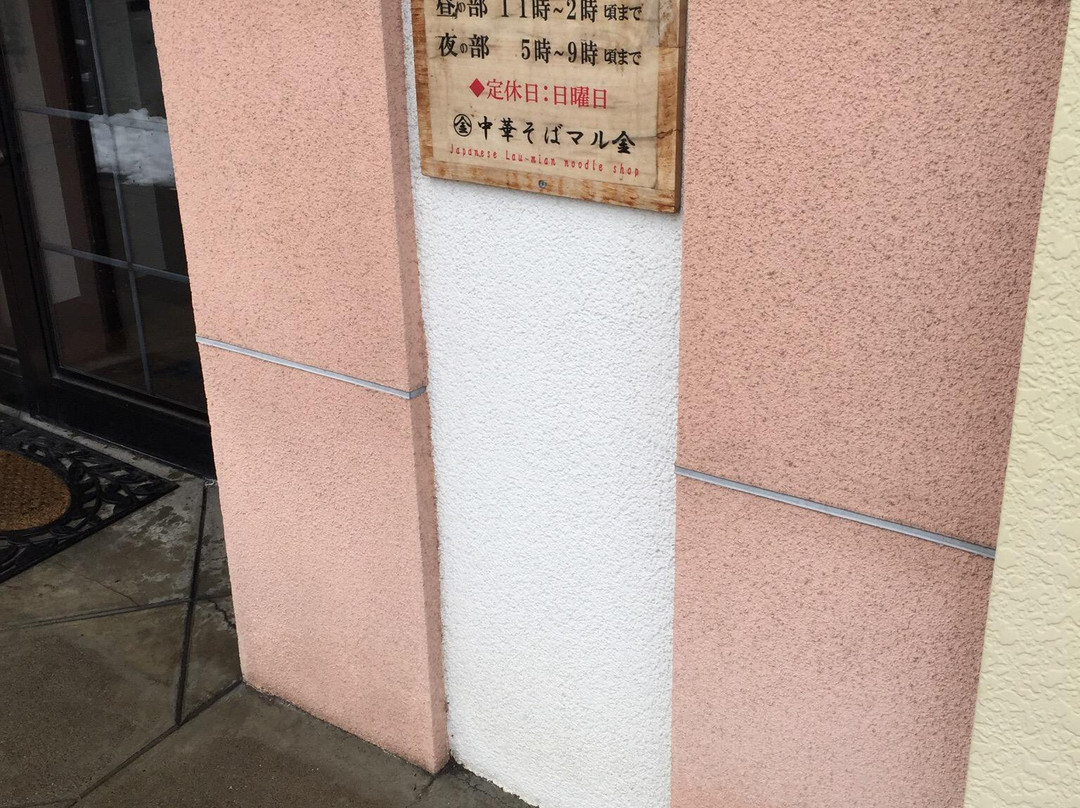 昼の部 11時~2時頃まで
夜の部 5時~9時頃まで
◆定休日:日曜日
金 中華そばマル金
Japanese Lau-mian noodle shop